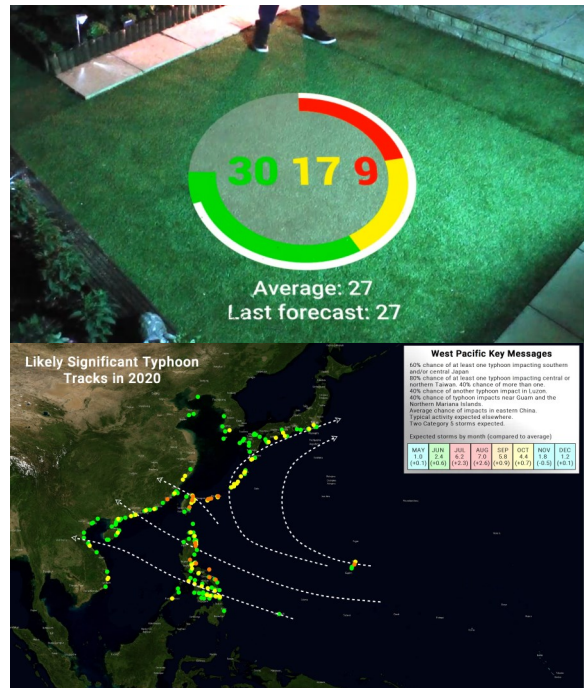 30 17 9
Average: 27
Last forecast: 27
Likely Significant Typhoon
Tracks in 2020
West Pacific Key Messages
60% chance of at least one typhoon impacting southern
and/or central Japan
80% chance of at least one typhoon impacting central or
northern Taiwan. 40% chance of more than one.
40% chance of another typhoon impact in Luzon.
40% chance of typhoon impacts near Guam and the
Northern Mariana Islands.
Average chance of impacts in eastern China.
Typical activity expected elsewhere.
Two Category 5 storms expected.
Expected storms by month (compared to average)
MAY JUN JUL AUG SEP OCT NOV DEC
1.0 2.4 6.2 7.0 5.8 4.4 1.8 1.2
(+0.1) (+0.6) (+2.3) (+2.6) (+0.9) (+0.7) (-0.5) (+0.1)